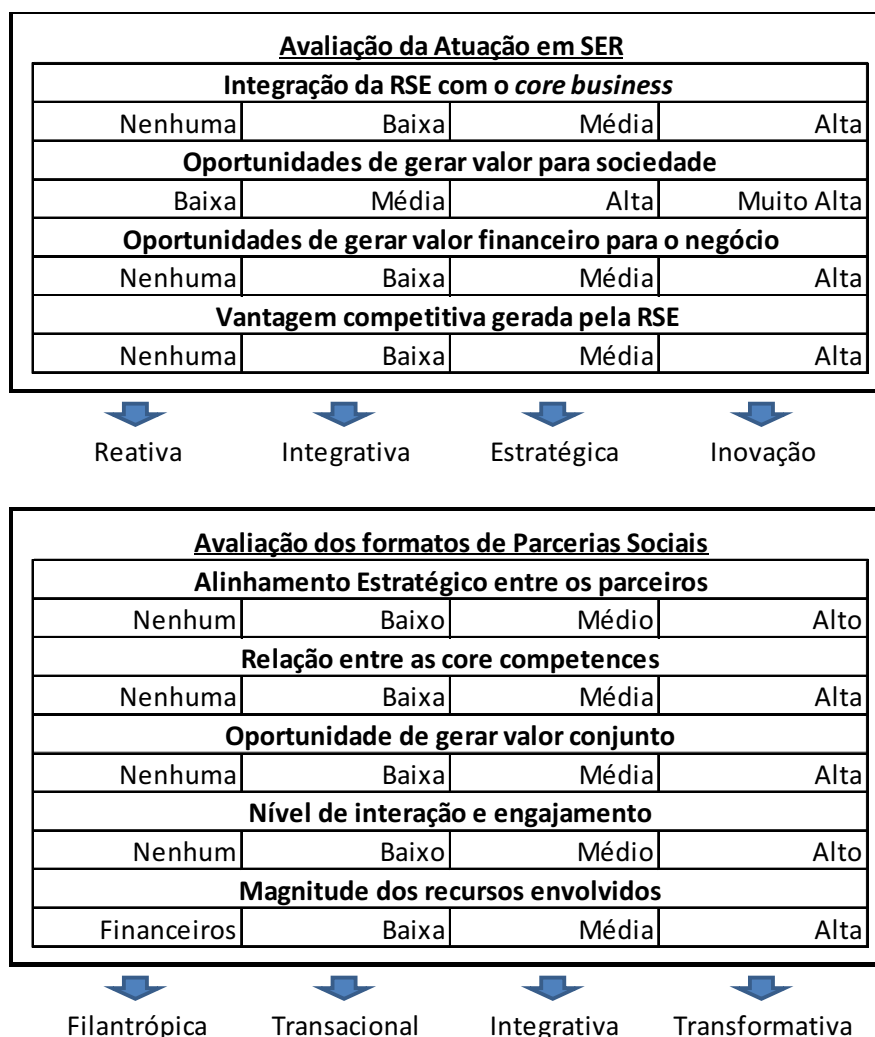 Avaliação da Atuação em SER
Integração da RSE com o core business
Nenhuma Baixa Média Alta
Oportunidades de gerar valor para sociedade
Baixa Média Alta Muito Alta
Oportunidades de gerar valor financeiro para o negócio
Nenhuma Baixa Média Alta
Vantagem competitiva gerada pela RSE
Nenhuma Baixa Média Alta
Reativa Integrativa Estratégica Inovação
Avaliação dos formatos de Parcerias Sociais
Alinhamento Estratégico entre os parceiros
Nenhum Baixo Médio Alto
Relação entre as core competences
Nenhuma Baixa Média Alta
Oportunidade de gerar valor conjunto
Nenhuma Baixa Média Alta
Nível de interação e engajamento
Nenhum Baixo Médio Alto
Magnitude dos recursos envolvidos
Financeiros Baixa Média Alta
Filantrópica Transacional Integrativa Transformativa